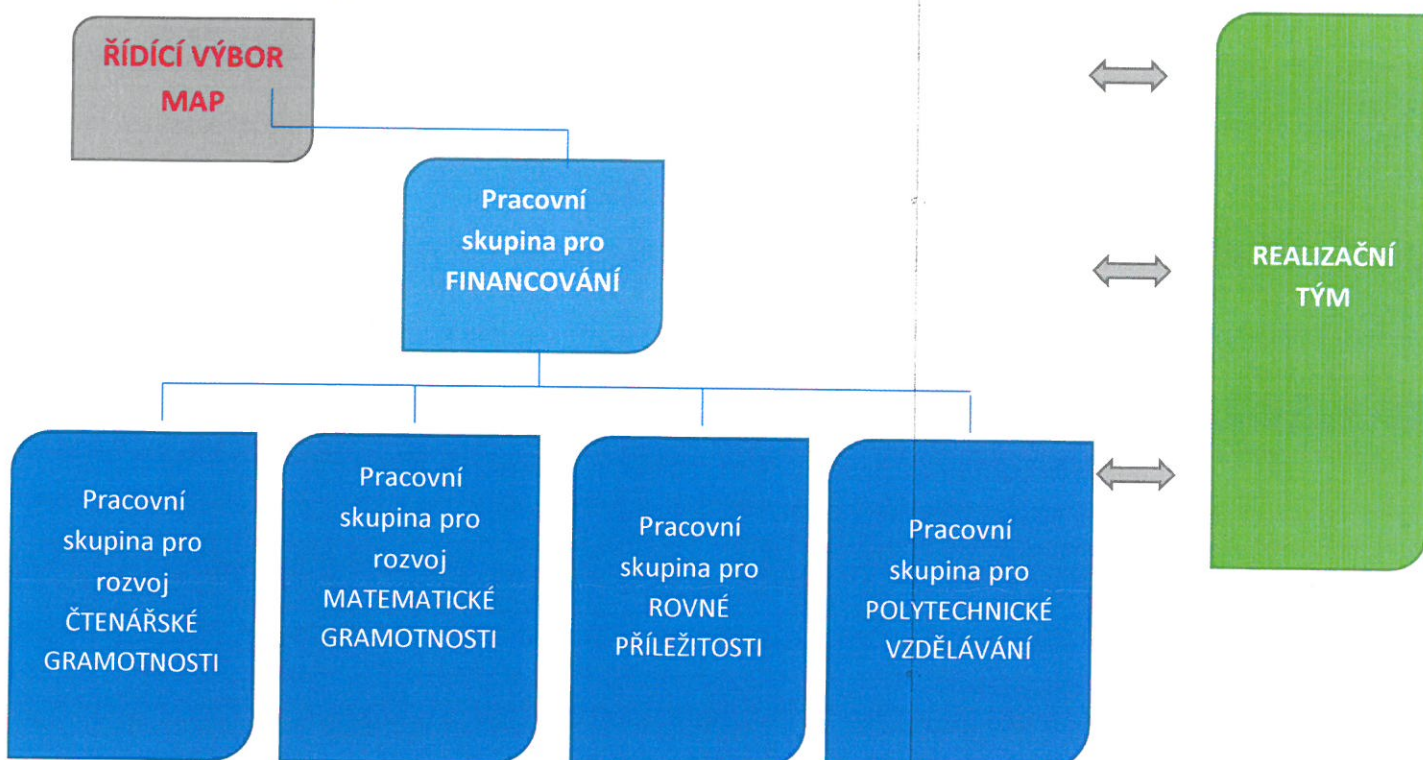 ŘÍDÍCÍ VÝBOR
MAP
Pracovní
skupina pro
FINANCOVÁNÍ
REALIZAČNÍ
TÝM
Pracovní
skupina pro
rozvoj
ČTENÁŘSKÉ
GRAMOTNOSTI
Pracovní
skupina pro
rozvoj
MATEMATICKÉ
GRAMOTNOSTI
Pracovní
skupina pro
ROVNÉ
PŘÍLEŽITOSTI
Pracovní
skupina pro
POLYTECHNICKÉ
VZDĚLÁVÁNÍ